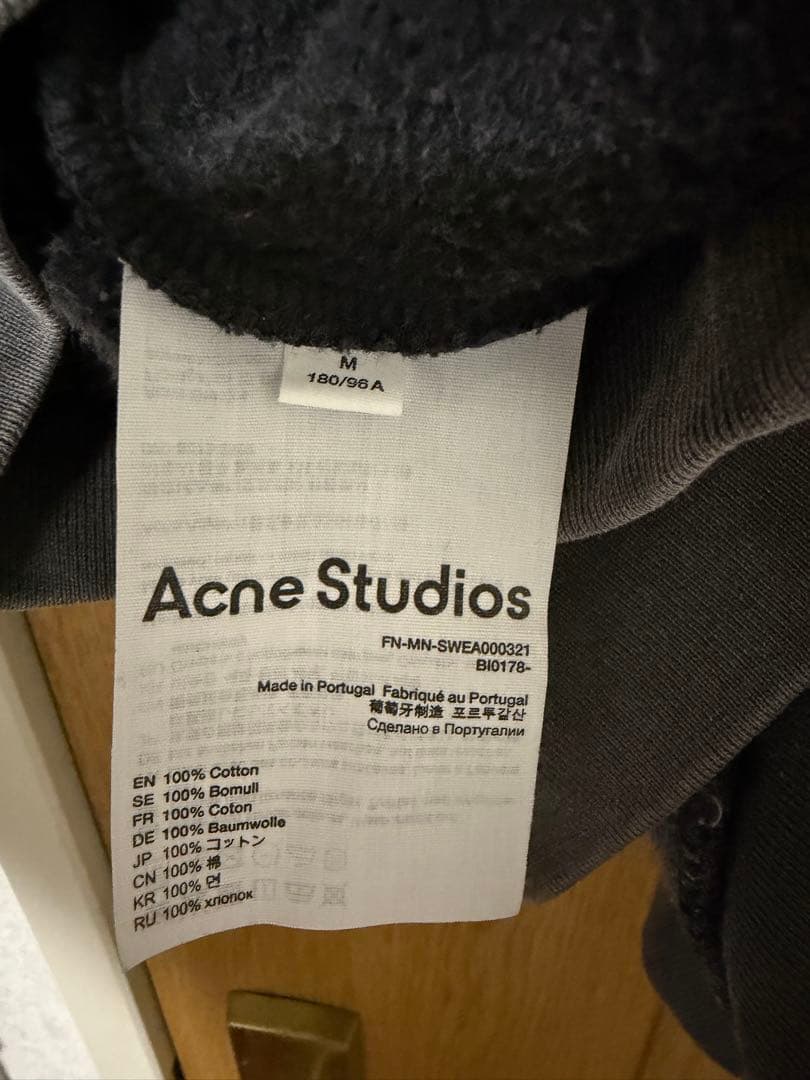 M
180/96A
Acne Studios
FN-MN-SWEA000321
BI0178-
Made in Portugal Fabriqué au Portugal
葡萄牙制造 포르투갈산
Сделано в Португалии
EN 100% Cotton
SE 100% Bomull
FR 100% Coton
DE 100% Baumwolle
JP 100% コットン
CN 100% 棉
KR 100% 면
RU 100% хлопок